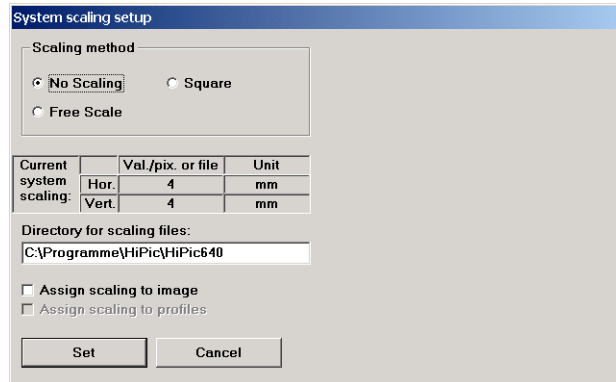 System scaling setup
Scaling method
No Scaling Square
Free Scale
Current system scaling: Val./pix. or file Unit
Hor. 4 mm
Vert. 4 mm
Directory for scaling files:
C:\Programme\HiPic\HiPic640
Assign scaling to image
Assign scaling to profiles
Set Cancel